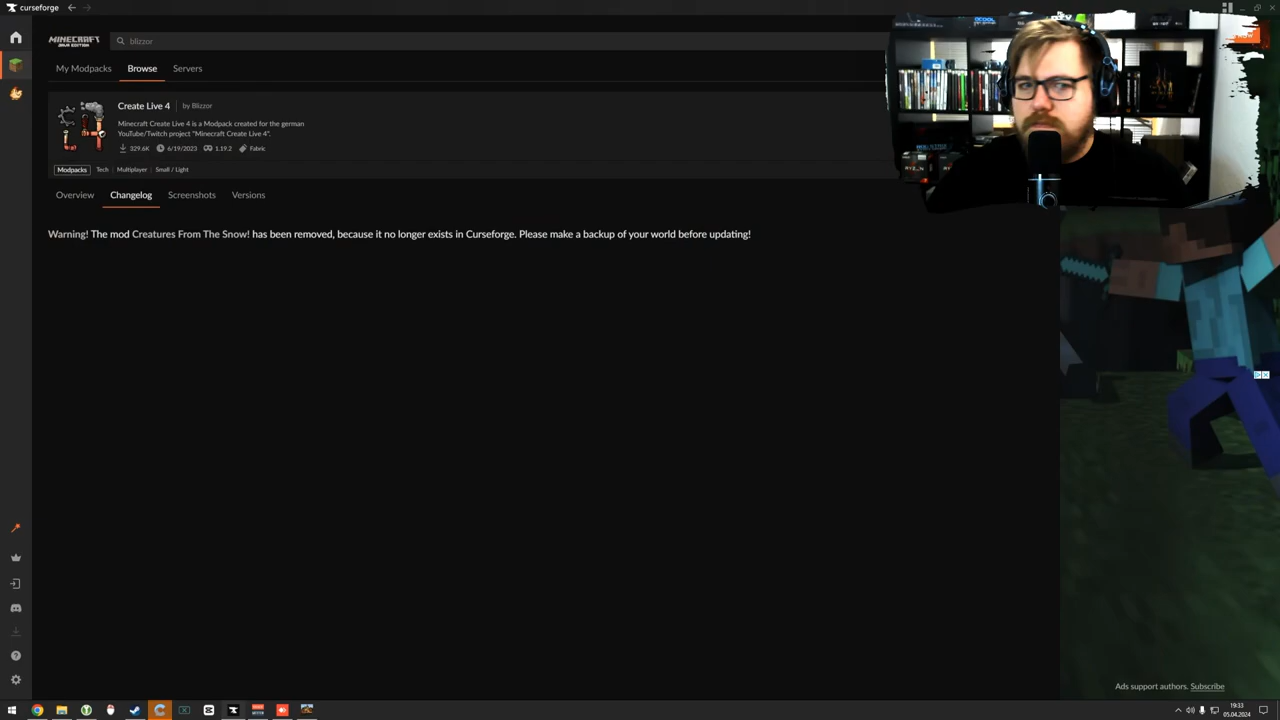 curseforge
MINECRAFT
JAVA EDITION
blizzor
My Modpacks
Browse
Servers
Create Live 4
by Blizzor
Minecraft Create Live 4 is a Modpack created for the german
YouTube/Twitch project "Minecraft Create Live 4".
329.6K
6/19/2023
1.19.2
Fabric
Modpacks
Tech
Multiplayer
Small / Light
Overview
Changelog
Screenshots
Versions
Warning! The mod Creatures From The Snow! has been removed, because it no longer exists in Curseforge. Please make a backup of your world before updating!
Ads support authors. Subscribe
19:33
05.04.2024